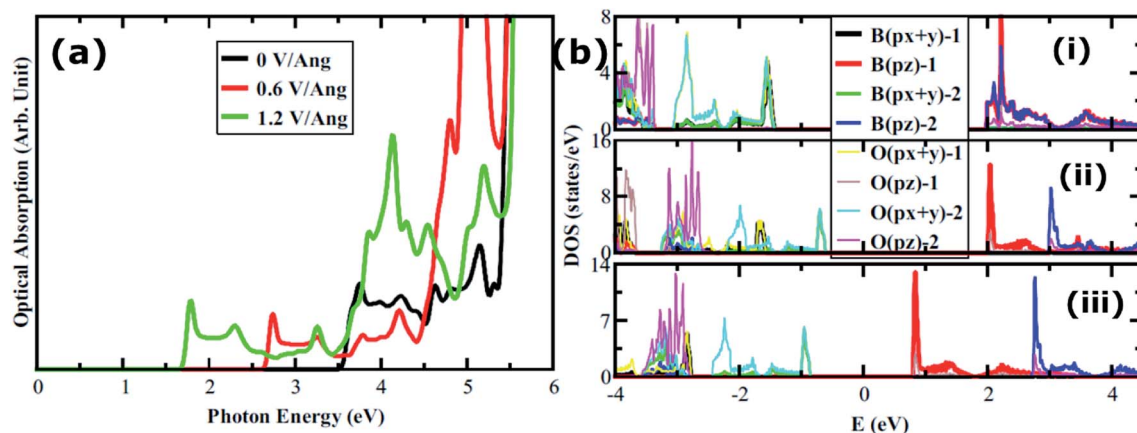 (a)
0 V/Ang
0.6 V/Ang
1.2 V/Ang
Optical Absorption (Arb. Unit)
0 1 2 3 4 5 6
Photon Energy (eV)
(b)
8
4
0
B(px+y)-1
B(pz)-1
B(px+y)-2
B(pz)-2
(i)
16
12
8
4
0
O(px+y)-1
O(pz)-1
O(px+y)-2
O(pz)-2
(ii)
14
7
0
(iii)
DOS (states/eV)
-4 -2 0 2 4
E (eV)